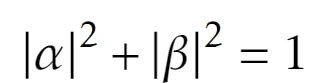 |α|² + |β|² = 1